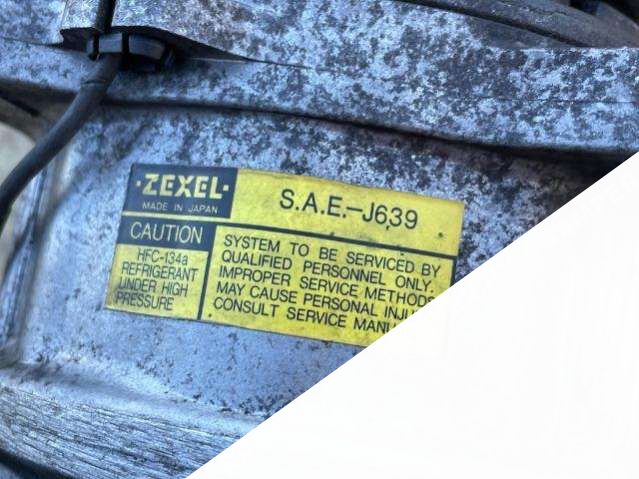 ·ZEXEL·
MADE IN JAPAN
S.A.E.-J639
CAUTION
HFC-134a
REFRIGERANT
UNDER HIGH
PRESSURE
SYSTEM TO BE SERVICED BY
QUALIFIED PERSONNEL ONLY.
IMPROPER SERVICE METHODS
MAY CAUSE PERSONAL
CONSULT SERVICE